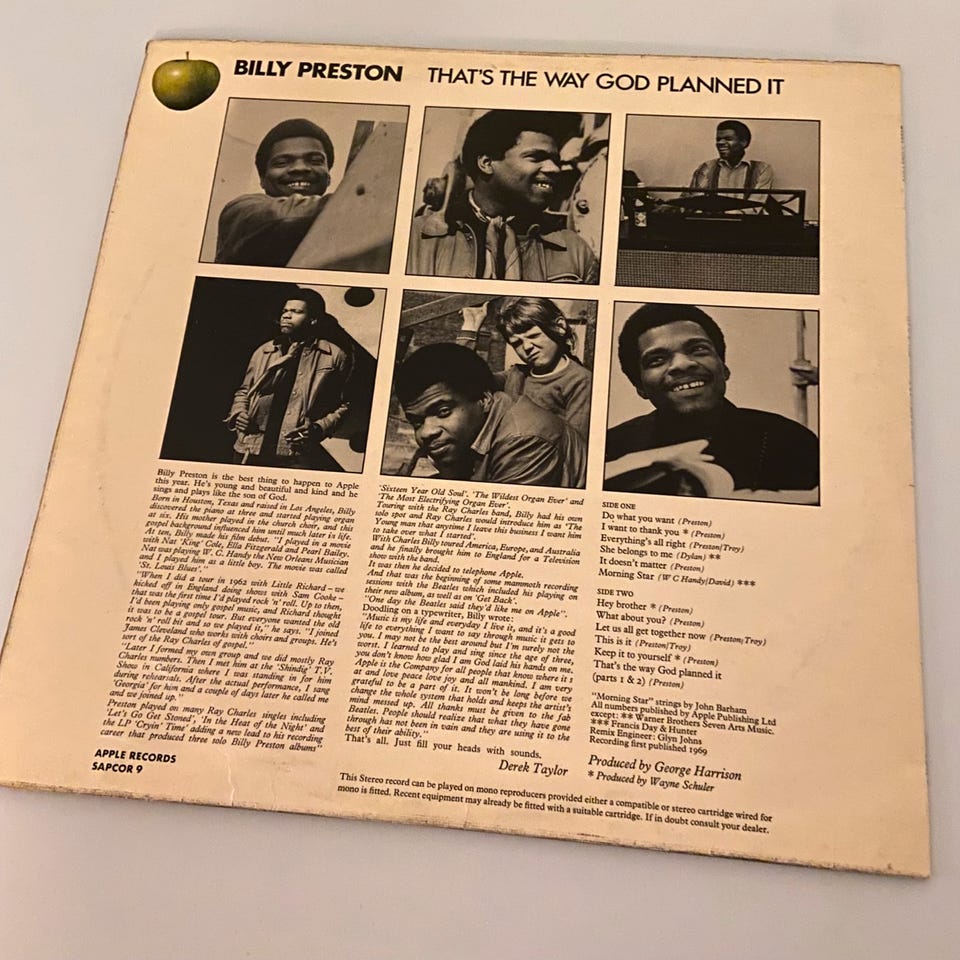 BILLY PRESTON THAT'S THE WAY GOD PLANNED IT
Billy Preston is the best thing to happen to Apple
this year. He's young and beautiful and kind and he
sings and plays like the son of God.
Born in Houston, Texas and raised in Los Angeles, Billy
discovered the piano at three and started playing organ
at six. His mother played in the church choir, and this
gospel background influenced him until much later is life.
At ten, Billy made his film debut. "I played in a movie
with Nat 'King' Cole, Ella Fitzgerald and Pearl Bailey.
Nat was playing W. C. Handy the New Orleans Musician
and I played him as a little boy. The movie was called
'St. Louis Blues'."
"When I did a tour in 1962 with Little Richard – we
kicked off in England doing shows with Sam Cooke –
that was the first time I'd played rock 'n' roll. Up to then,
I'd been playing only gospel music, and Richard thought
it was to be a gospel tour. But everyone wanted the old
rock 'n' roll bit and so we played it," he says. "I joined
James Cleveland who works with choirs and groups. He's
sort of the Ray Charles of gospel."
"Later I formed my own group and we did mostly Ray
Charles numbers. Then I met him at the 'Shindig' T.V.
Show in California where I was standing in for him
during rehearsals. After the actual performance, I sang
'Georgia' for him and a couple of days later he called me
and we joined up."
Preston played on many Ray Charles singles including
'Let's Go Get Stoned', 'In the Heat of the Night' and
the LP 'Cryin' Time' adding a new lead to his recording
career that produced three solo Billy Preston albums"
APPLE RECORDS
SAPCOR 9
'Sixteen Year Old Soul'. 'The Wildest Organ Ever' and
'The Most Electrifying Organ Ever'.
Touring with the Ray Charles band, Billy had his own
solo spot and Ray Charles would introduce him as 'The
Young man that anytime I leave this business I want him
to take over what I started'.
With Charles Billy toured America, Europe, and Australia
and he finally brought him to England for a Television
show with the band.
It was then he decided to telephone Apple.
And that was the beginning of some mammoth recording
sessions with the Beatles which included his playing on
their new album, as well as on 'Get Back'.
"One day the Beatles said they'd like me on Apple".
Doodling on a typewriter, Billy wrote:
"Music is my life and everyday I live it, and it's a good
life to everything I want to say through music it gets to
you. I may not be the best around but I'm surely not the
worst. I learned to play and sing since the age of three,
you don't know how glad I am God laid his hands on me.
Apple is the Company for all people that know where it s
at and love peace love joy and all mankind. I am very
grateful to be a part of it. It won't be long before we
change the whole system that holds and keeps the artist's
mind messed up. All thanks must be given to the fab
Beatles. People should realize that what they have gone
through has not been in vain and they are using it to the
best of their ability."
That's all. Just fill your heads with sounds.
Derek Taylor
SIDE ONE
Do what you want (Preston)
I want to thank you * (Preston)
Everything's all right (Preston/Troy)
She belongs to me (Dylan) **
It doesn't matter (Preston)
Morning Star (W C Handy/David) ***
SIDE TWO
Hey brother * (Preston)
What about you? (Preston)
Let us all get together now (Preston/Troy)
This is it (Preston/Troy)
Keep it to yourself * (Preston)
That's the way God planned it
(parts 1 & 2) (Preston)
"Morning Star" strings by John Barham
All numbers published by Apple Publishing Ltd
except: ** Warner Brothers Seven Arts Music.
*** Francis Day & Hunter
Remix Engineer: Glyn Johns
Recording first published 1969
Produced by George Harrison
* Produced by Wayne Schuler
This Stereo record can be played on mono reproducers provided either a compatible or stereo cartridge wired for
mono is fitted. Recent equipment may already be fitted with a suitable cartridge. If in doubt consult your dealer.